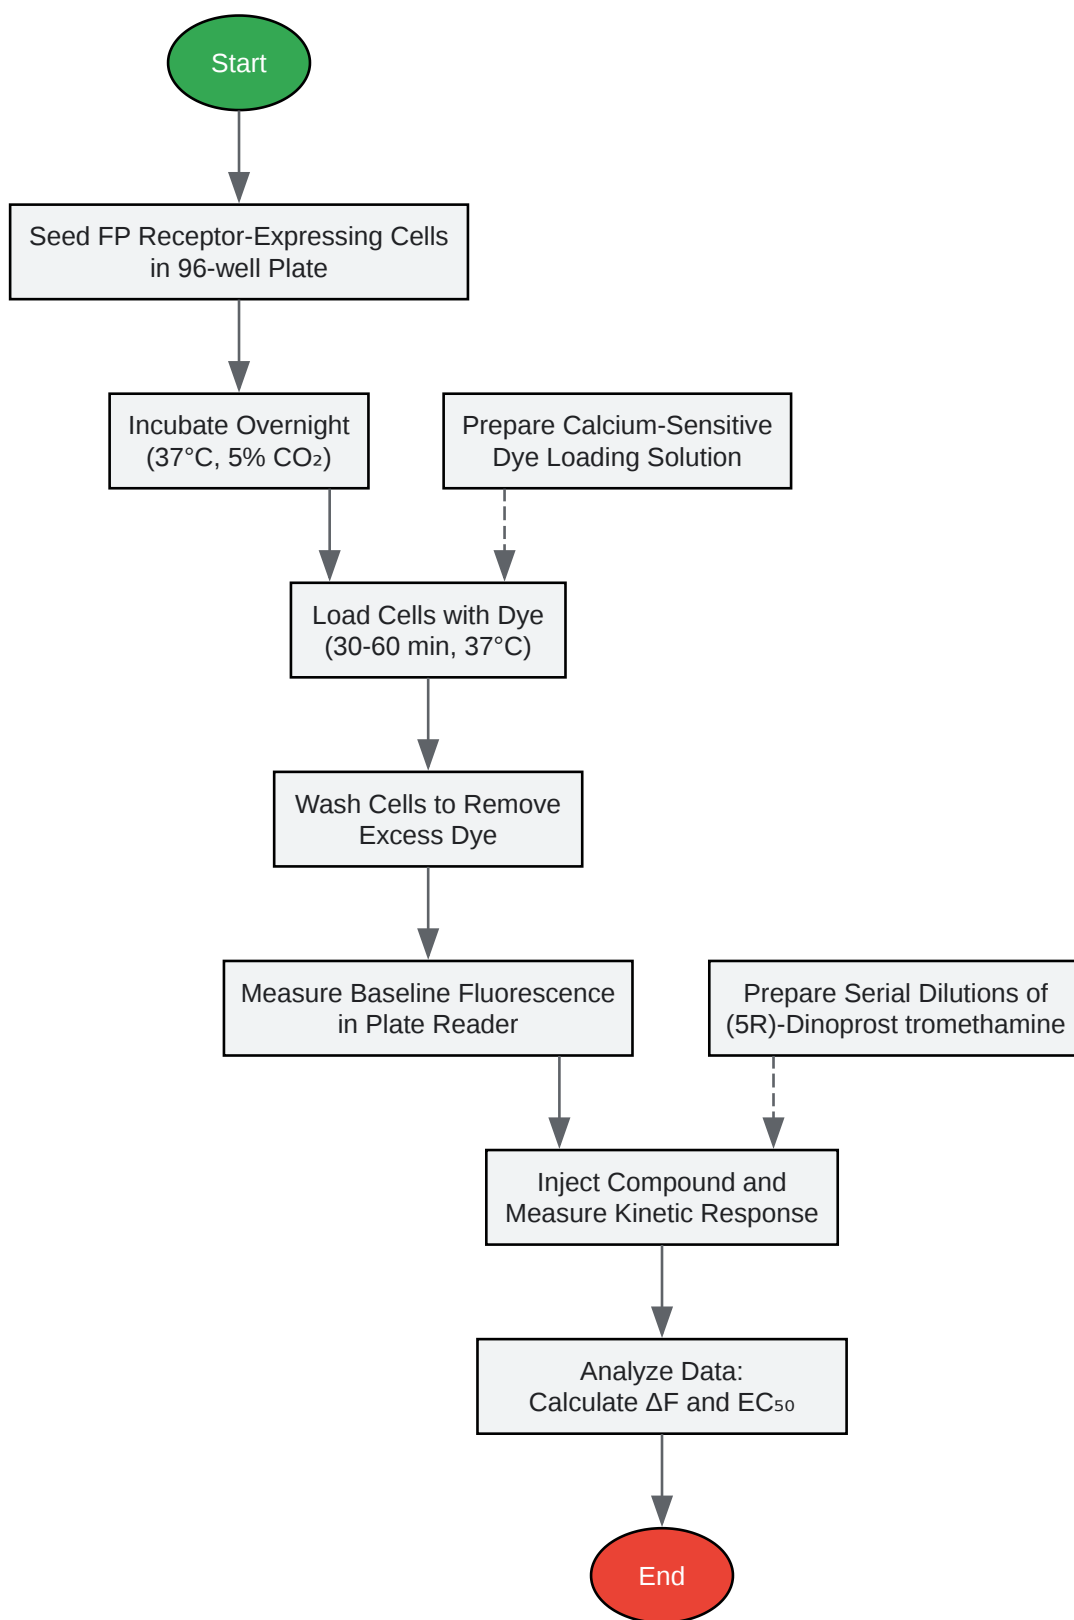 Start
Seed FP Receptor-Expressing Cells
in 96-well Plate
Incubate Overnight
(37°C, 5% CO₂)
Prepare Calcium-Sensitive
Dye Loading Solution
Load Cells with Dye
(30-60 min, 37°C)
Wash Cells to Remove
Excess Dye
Measure Baseline Fluorescence
in Plate Reader
Prepare Serial Dilutions of
(5R)-Dinoprost tromethamine
Inject Compound and
Measure Kinetic Response
Analyze Data:
Calculate ΔF and EC₅₀
End